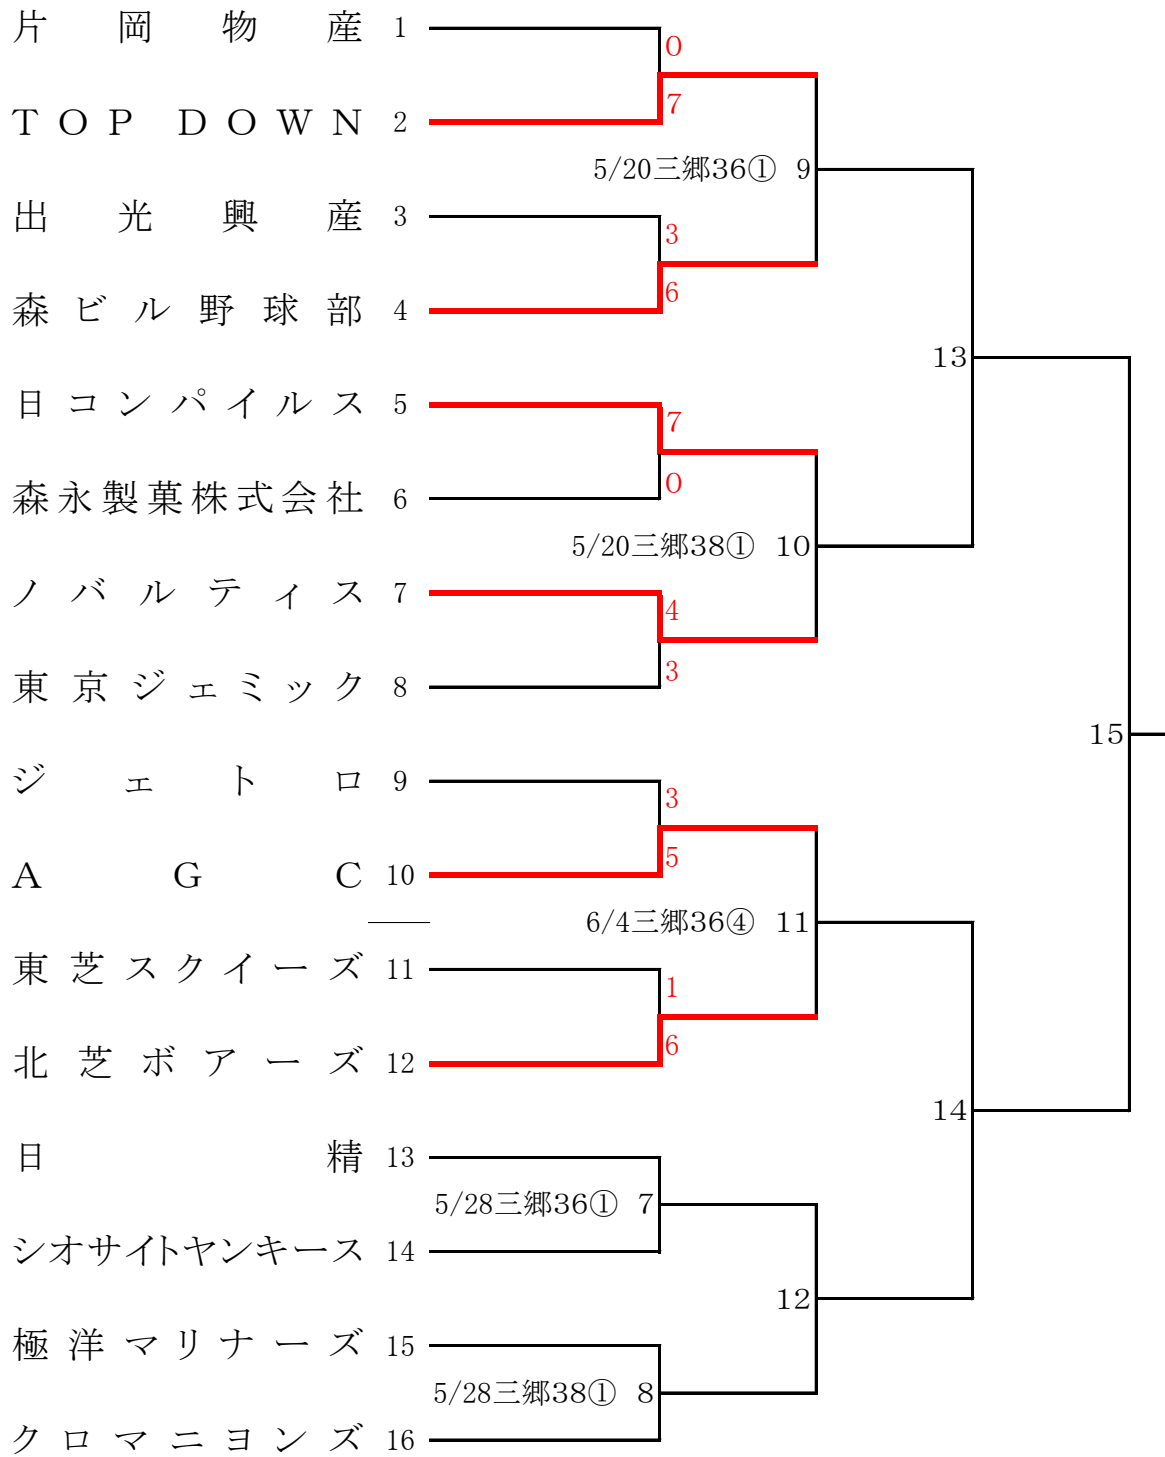 片岡物産 1
0
7
TOP DOWN 2
5/20三郷36① 9
出光興産 3
3
6
森ビル野球部 4
13
日コンパイルス 5
7
0
森永製菓株式会社 6
5/20三郷38① 10
ノバルティス 7
4
3
東京ジェミック 8
15
ジェトロ 9
3
5
AGC 10
6/4三郷36④ 11
東芝スクイーズ 11
1
6
北芝ボアーズ 12
14
日精 13
5/28三郷36① 7
シオサイトヤンキース 14
12
極洋マリナーズ 15
5/28三郷38① 8
クロマニヨンズ 16